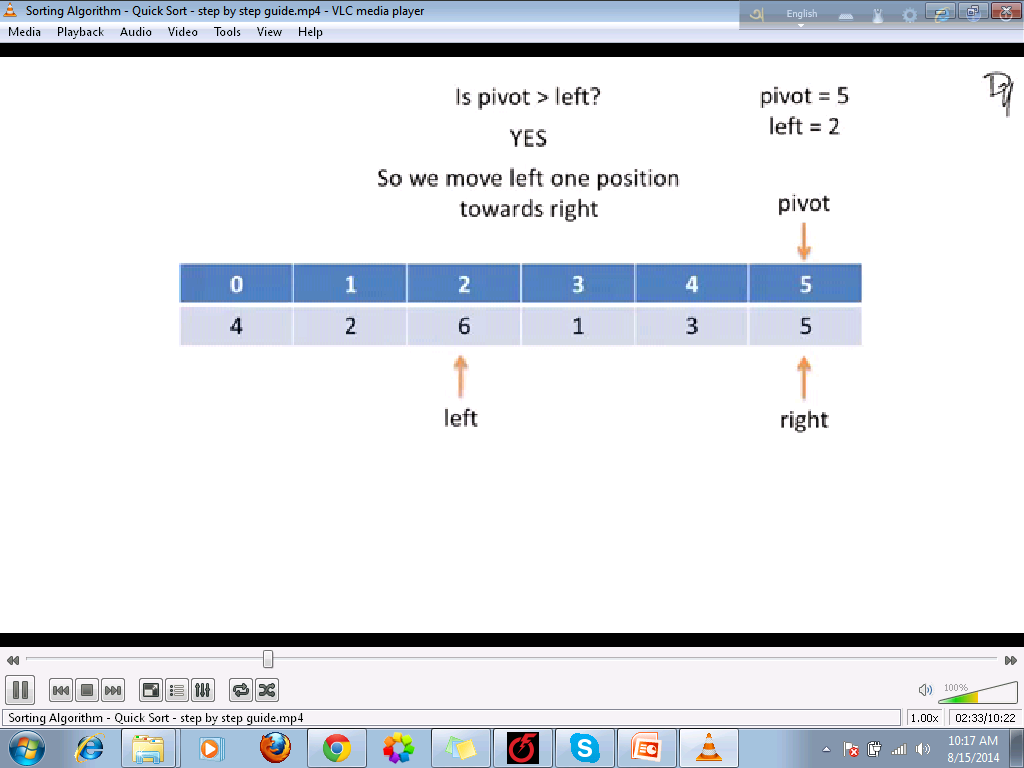 Sorting Algorithm - Quick Sort - step by step guide.mp4 - VLC media player
English
Media Playback Audio Video Tools View Help
Is pivot > left?
pivot = 5
YES
left = 2
So we move left one position
towards right
pivot
0 1 2 3 4 5
4 2 6 1 3 5
left
right
100%
Sorting Algorithm - Quick Sort - step by step guide.mp4
1.00x
02:33/10:22
10:17 AM
8/15/2014